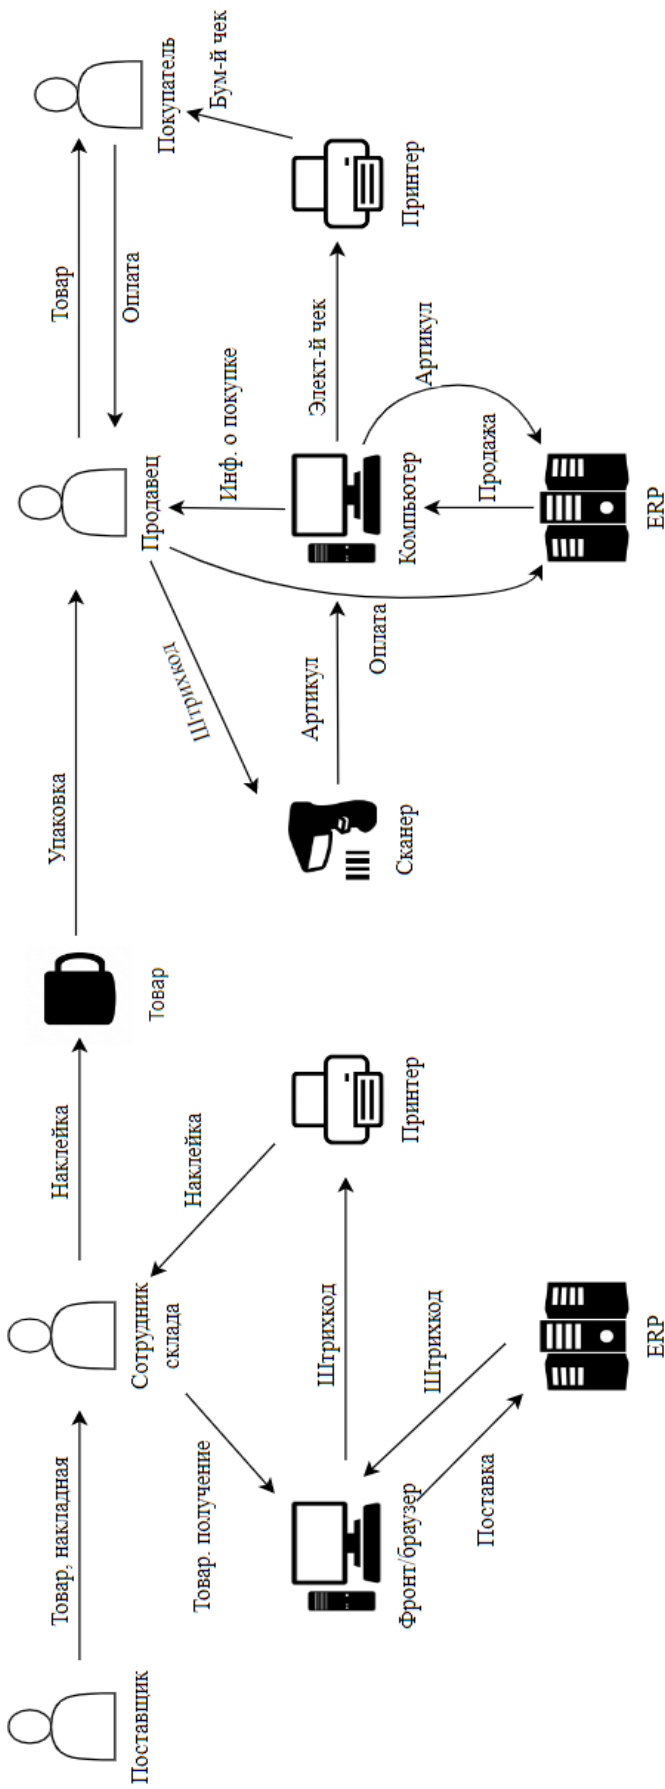 Поставщик
Товар, накладная
Сотрудник
склада
Наклейка
Товар
Упаковка
Продавец
Товар
Оплата
Покупатель
Товар. получение
Фронт/браузер
Штрихкод
Наклейка
Принтер
Штрихкод
Поставка
ERP
Штрихкод
Сканер
Артикул
Оплата
Инф. о покупке
Компьютер
Элект-й чек
Принтер
Бум-й чек
Продажа
Артикул
ERP